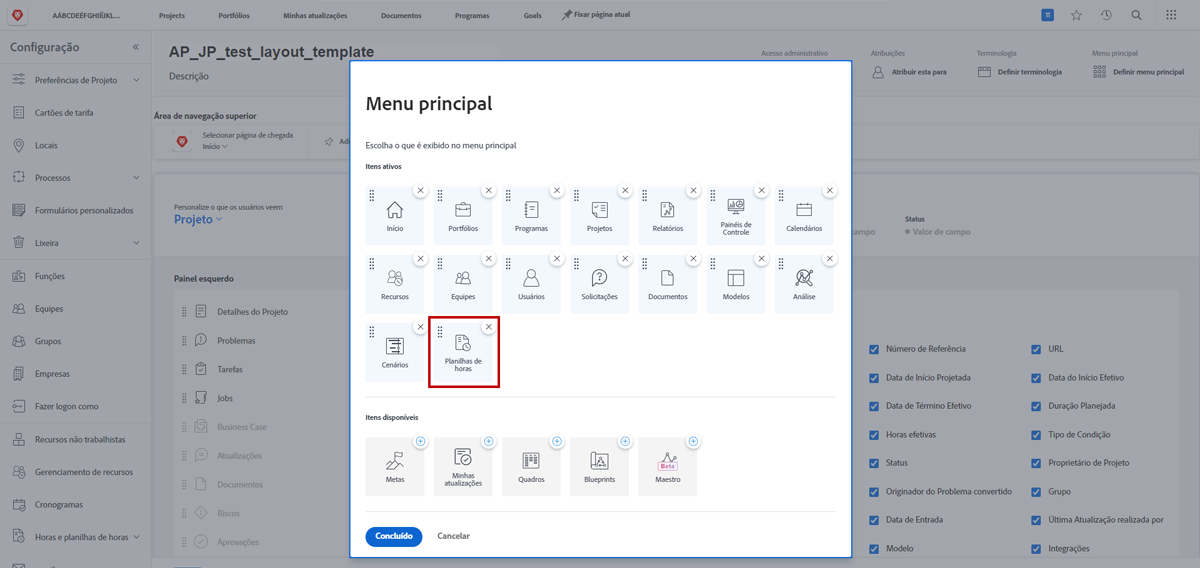 AÁBCDEÉFGHIÍJKL...
Projects
Portfólios
Minhas atualizações
Documentos
Programas
Goals
Fixar página atual
Configuração
Preferências de Projeto
Cartões de tarifa
Locais
Processos
Formulários personalizados
Lixeira
Funções
Equipes
Grupos
Empresas
Fazer logon como
Recursos não trabalhistas
Gerenciamento de recursos
Cronogramas
Horas e planilhas de horas
AP_JP_test_layout_template
Descrição
Acesso administrativo
Atribuições
Atribuir esta para
Terminologia
Definir terminologia
Menu principal
Definir menu principal
Área de navegação superior
Selecionar página de chegada
Início
Personalize o que os usuários veem
Projeto
campo
Status
Valor de campo
Painel esquerdo
Detalhes do Projeto
Problemas
Tarefas
Jobs
Business Case
Atualizações
Documentos
Riscos
Aprovações
Menu principal
Escolha o que é exibido no menu principal
Itens ativos
Início
Portfólios
Programas
Projetos
Relatórios
Painéis de
Controle
Calendários
Recursos
Equipes
Usuários
Solicitações
Documentos
Modelos
Análise
Cenários
Planilhas de
horas
Itens disponíveis
Metas
Minhas
atualizações
Quadros
Blueprints
Beta
Maestro
Concluído
Cancelar
Número de Referência
URL
Data de Início Projetada
Data do Início Efetivo
Data de Término Efetivo
Duração Planejada
Horas efetivas
Tipo de Condição
Status
Proprietário de Projeto
Originador do Problema convertido
Grupo
Data de Entrada
Última Atualização realizada por
Modelo
Integrações